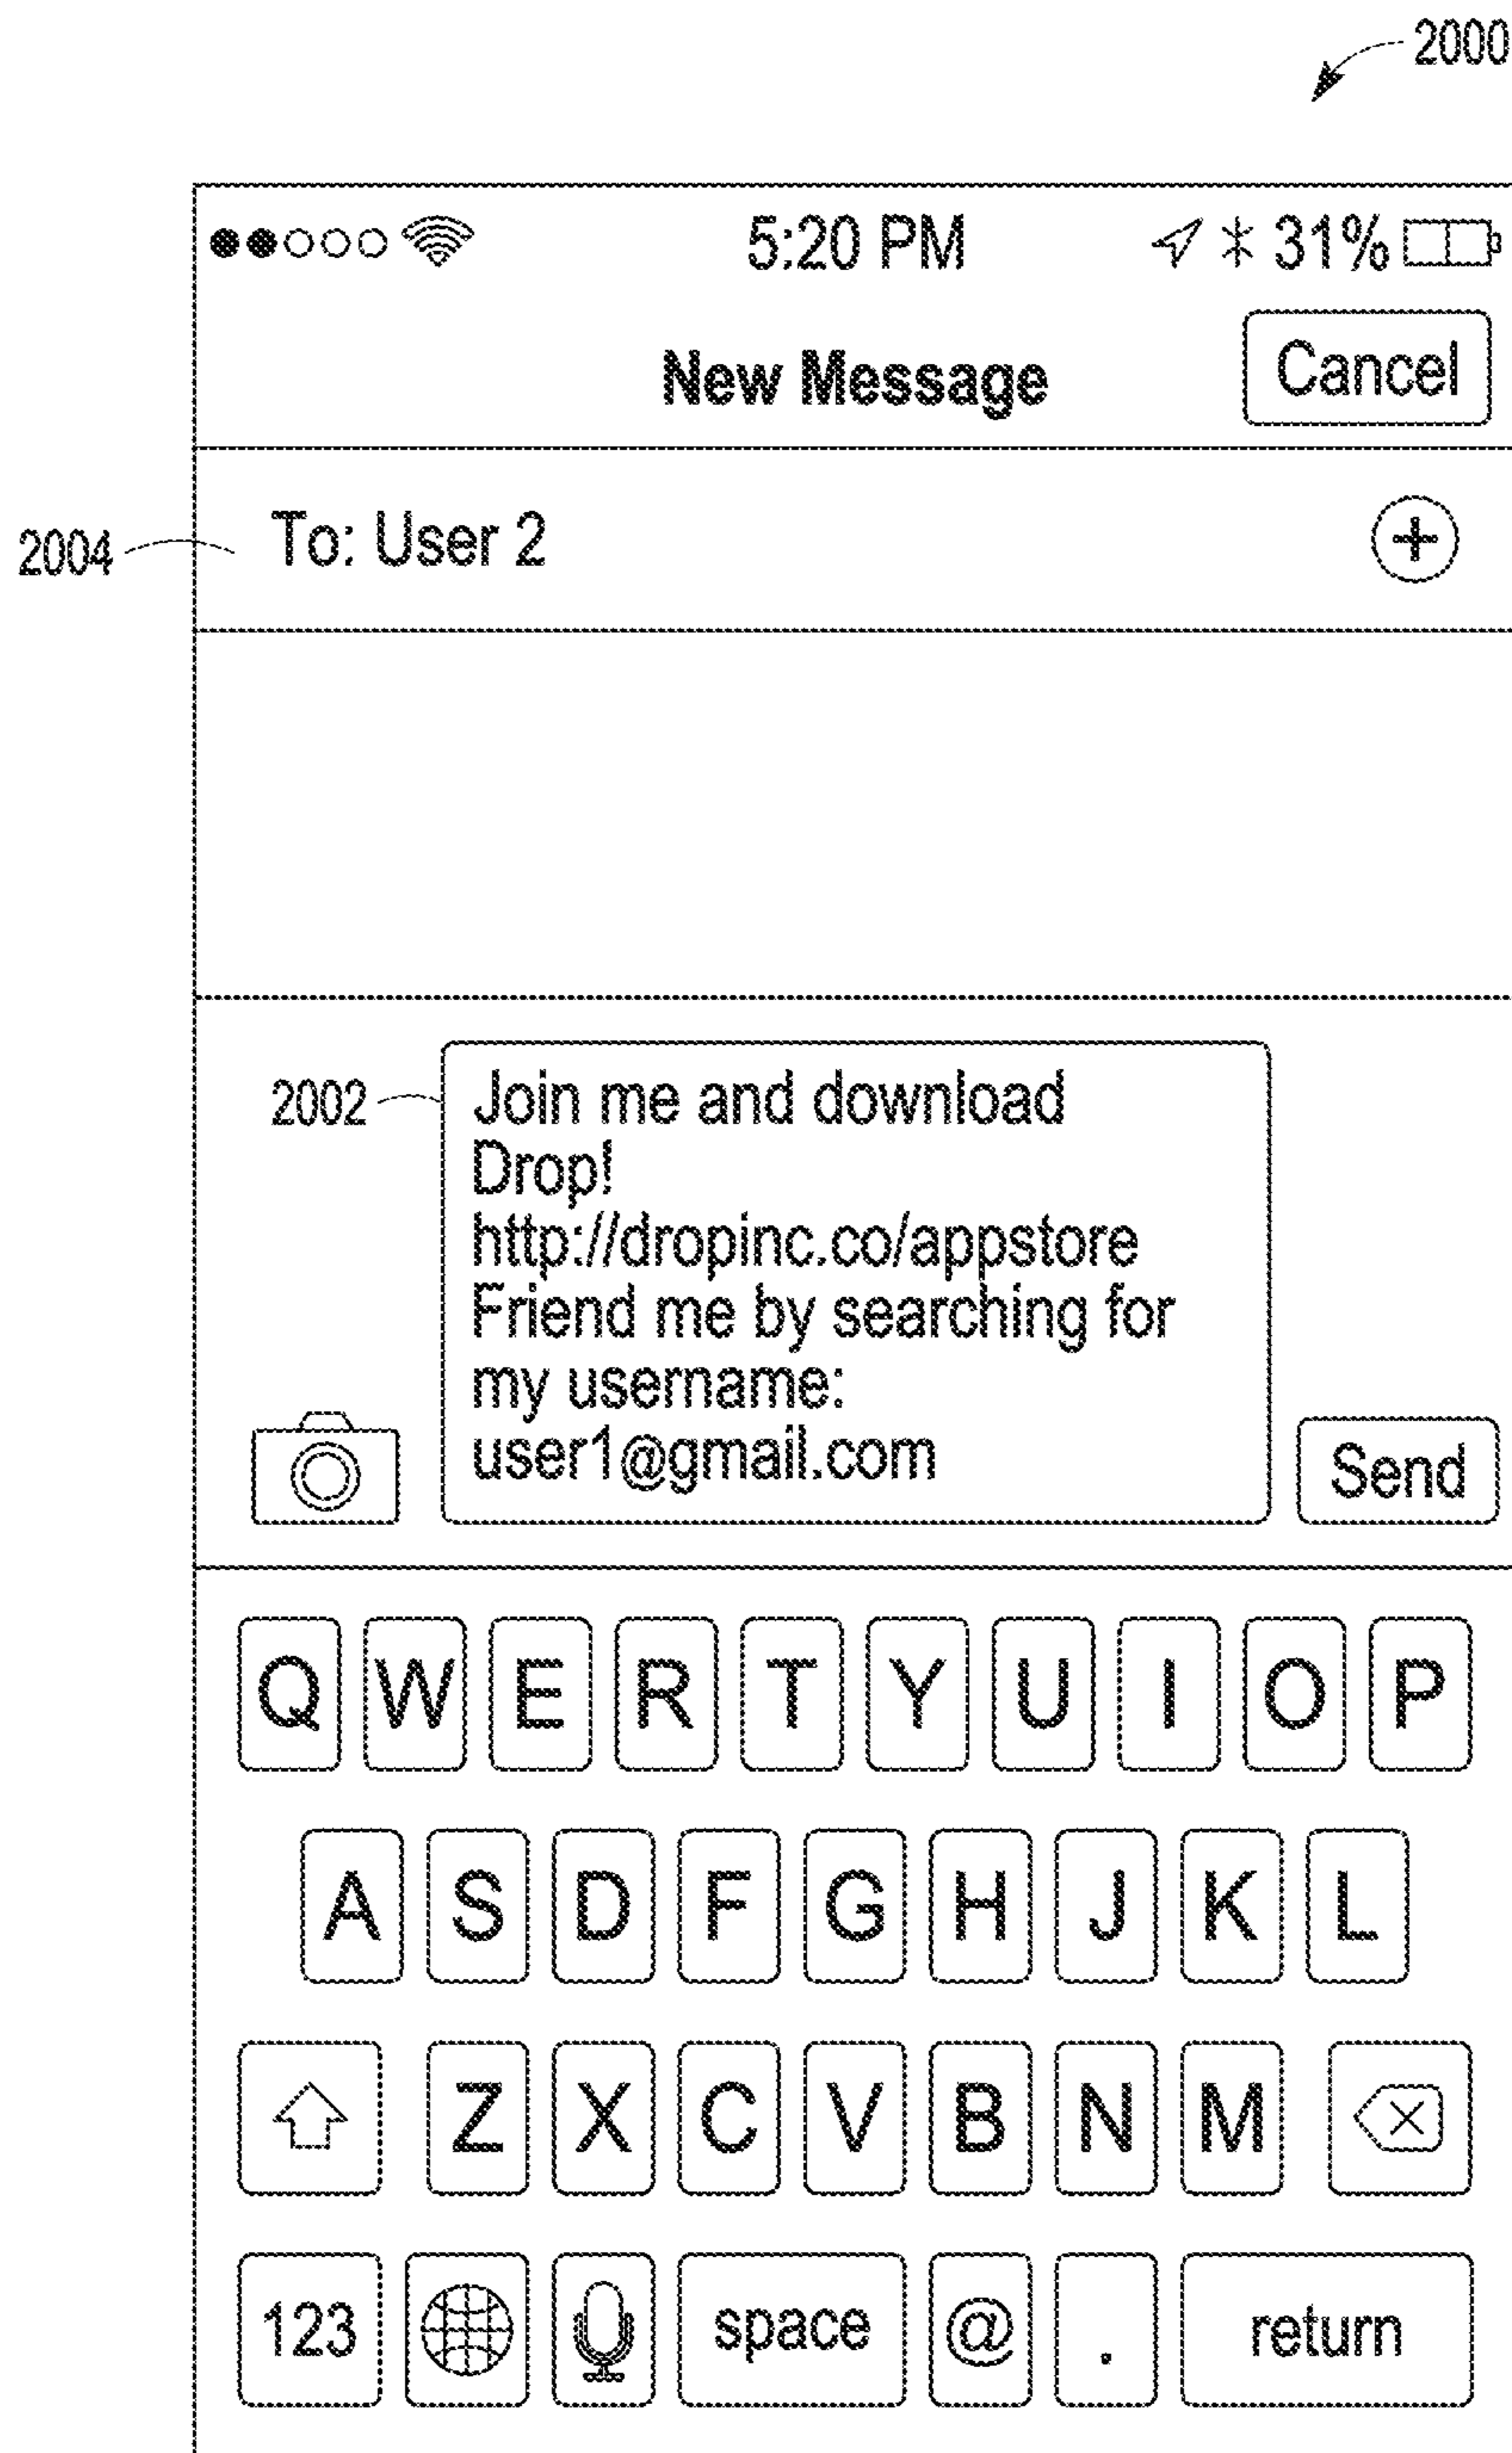 2000
5:20 PM 31%
New Message Cancel
2004 To: User 2 +
2002 Join me and download
Drop!
http://dropinc.co/appstore
Friend me by searching for
my username:
user1@gmail.com
Send
Q W E R T Y U I O P
A S D F G H J K L
Z X C V B N M
123 space @ . return